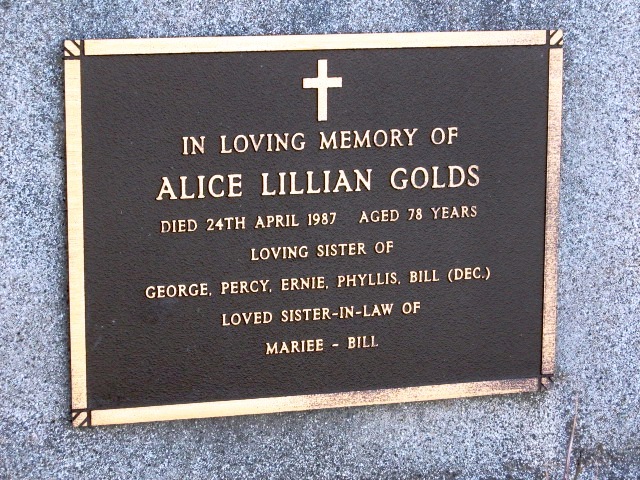 IN LOVING MEMORY OF
ALICE LILLIAN GOLDS
DIED 24TH APRIL 1987 AGED 78 YEARS
LOVING SISTER OF
GEORGE, PERCY, ERNIE, PHYLLIS, BILL (DEC.)
LOVED SISTER-IN-LAW OF
MARIEE - BILL